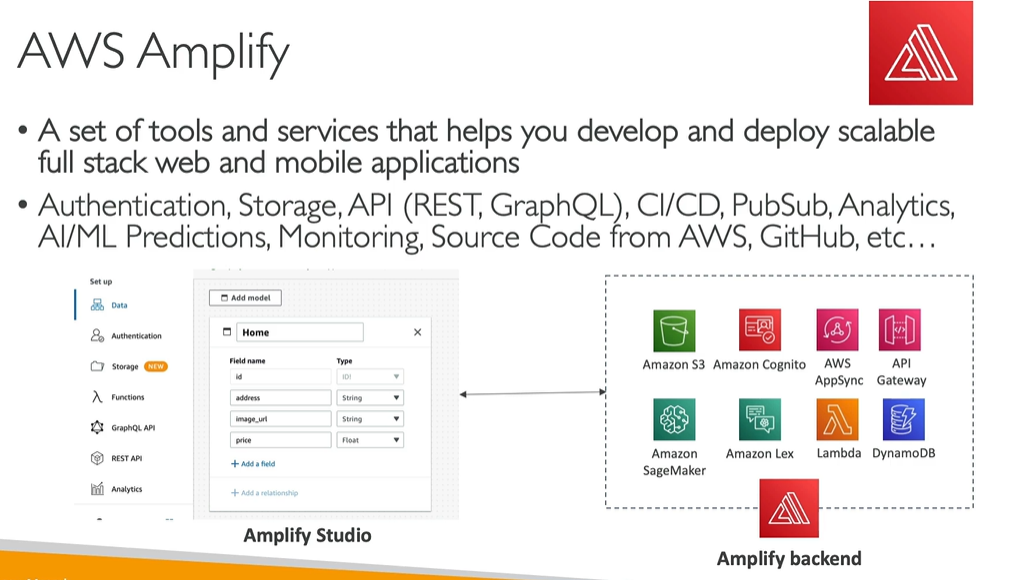 AWS Amplify
• A set of tools and services that helps you develop and deploy scalable
full stack web and mobile applications
• Authentication, Storage, API (REST, GraphQL), CI/CD, PubSub, Analytics,
AI/ML Predictions, Monitoring, Source Code from AWS, GitHub, etc…
Set up
Data
Authentication
Storage NEW
Functions
GraphQL API
REST API
Analytics
Add model
Home
Field name Type
id ID!
address String
image_url String
price Float
+ Add a field
+ Add a relationship
Amplify Studio
Amazon S3
Amazon Cognito
AWS
AppSync
API
Gateway
Amazon
SageMaker
Amazon Lex
Lambda
DynamoDB
Amplify backend